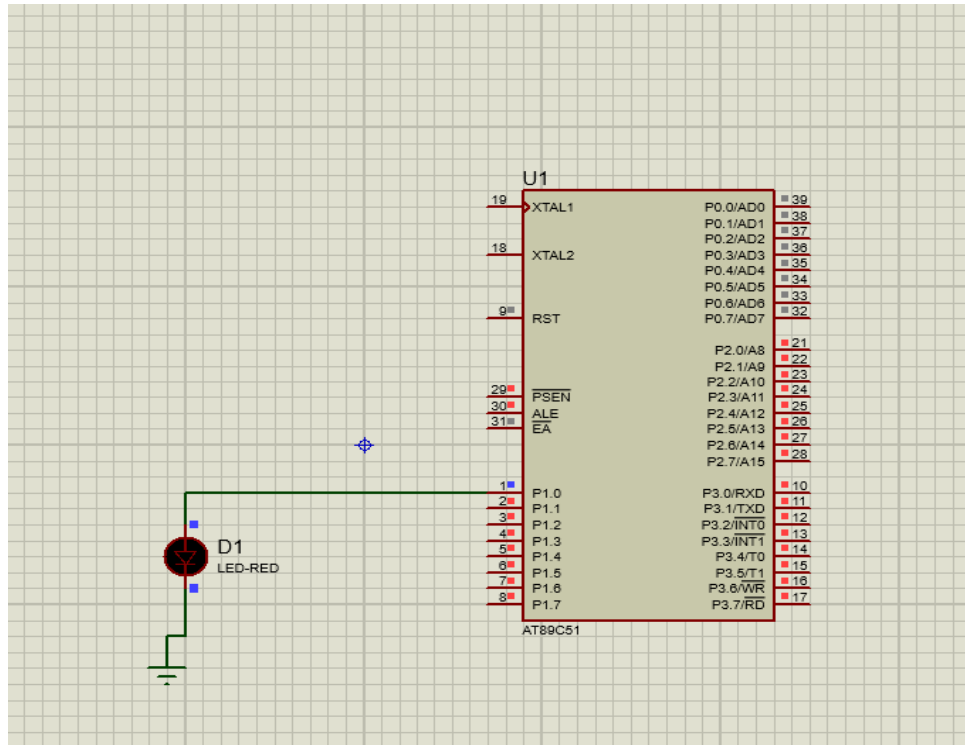 U1
19 XTAL1
18 XTAL2
9 RST
29 PSEN
30 ALE
31 EA
1 P1.0
2 P1.1
3 P1.2
4 P1.3
5 P1.4
6 P1.5
7 P1.6
8 P1.7
P0.0/AD0 39
P0.1/AD1 38
P0.2/AD2 37
P0.3/AD3 36
P0.4/AD4 35
P0.5/AD5 34
P0.6/AD6 33
P0.7/AD7 32
P2.0/A8 21
P2.1/A9 22
P2.2/A10 23
P2.3/A11 24
P2.4/A12 25
P2.5/A13 26
P2.6/A14 27
P2.7/A15 28
P3.0/RXD 10
P3.1/TXD 11
P3.2/INT0 12
P3.3/INT1 13
P3.4/T0 14
P3.5/T1 15
P3.6/WR 16
P3.7/RD 17
AT89C51
D1
LED-RED